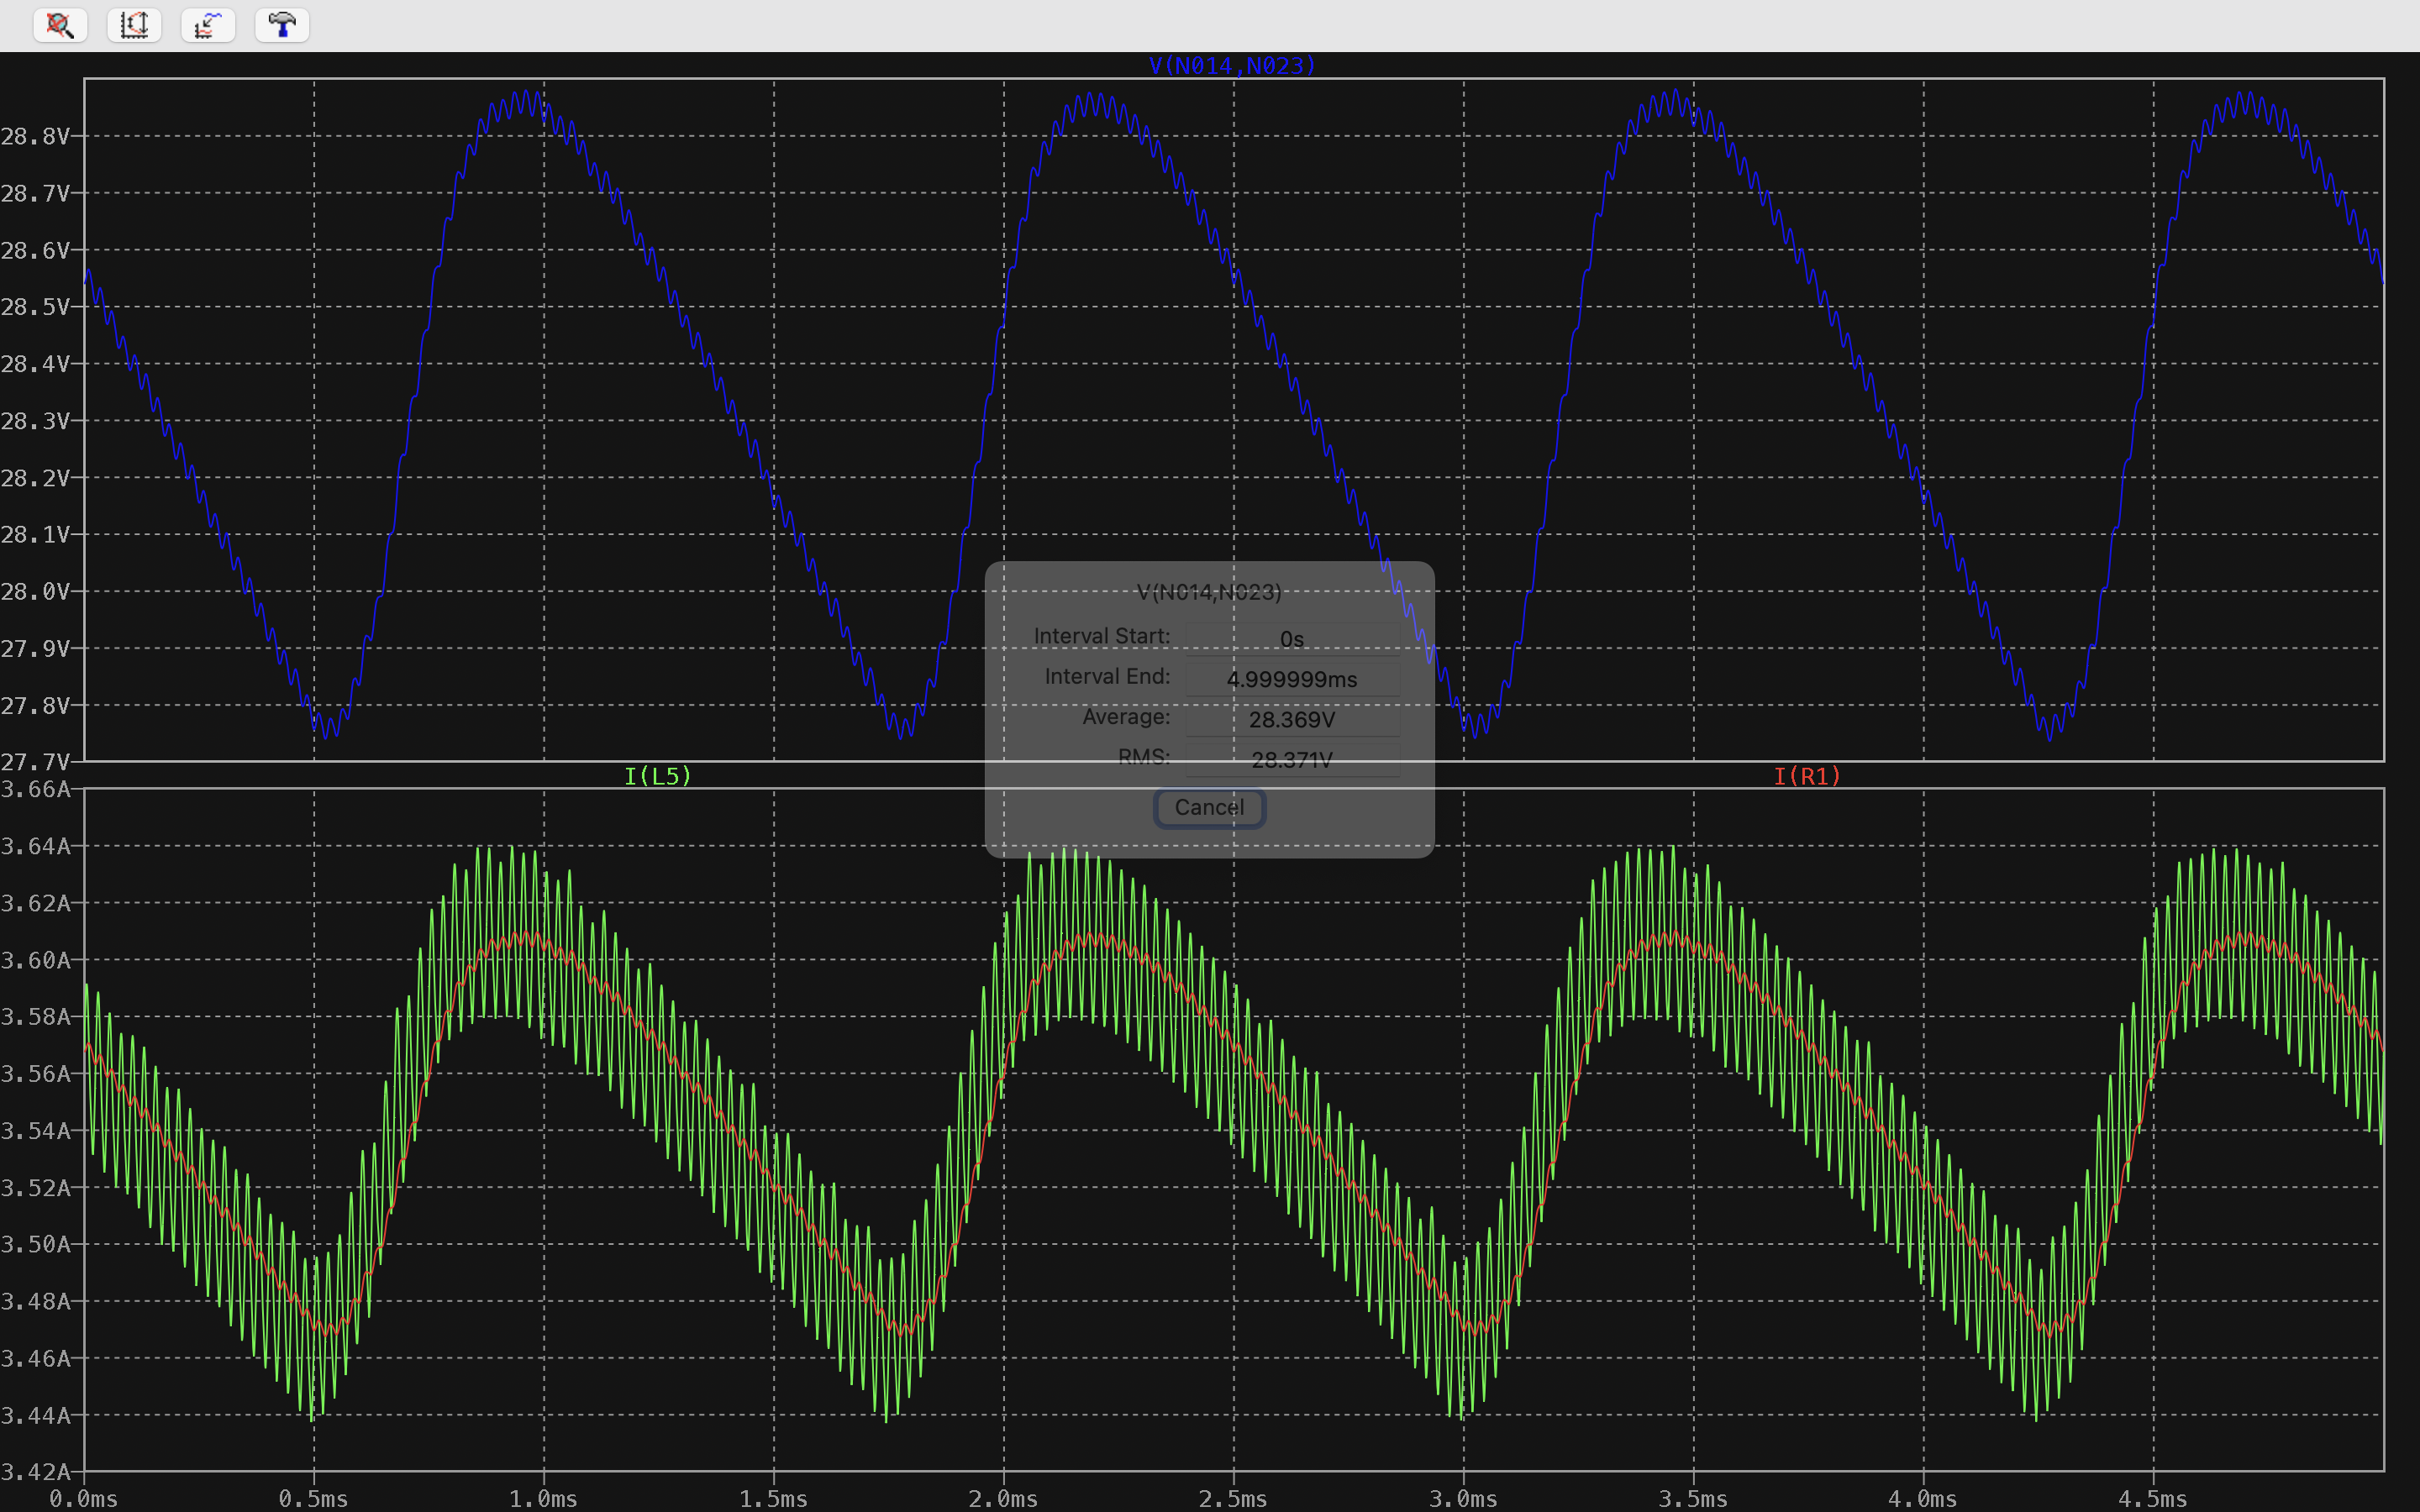 V(N014,N023)
28.8V
28.7V
28.6V
28.5V
28.4V
28.3V
28.2V
28.1V
28.0V
27.9V
27.8V
27.7V
V(N014,N023)
Interval Start: 0s
Interval End: 4.999999ms
Average: 28.369V
RMS: 28.371V
Cancel
I(L5) I(R1)
3.66A
3.64A
3.62A
3.60A
3.58A
3.56A
3.54A
3.52A
3.50A
3.48A
3.46A
3.44A
3.42A
0.0ms 0.5ms 1.0ms 1.5ms 2.0ms 2.5ms 3.0ms 3.5ms 4.0ms 4.5ms